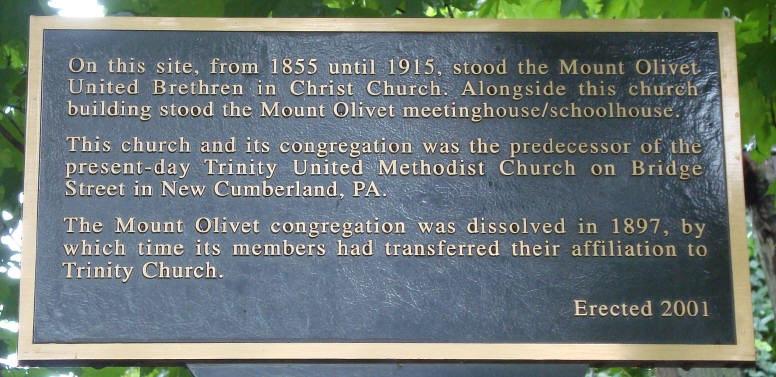 On this site, from 1855 until 1915, stood the Mount Olivet
United Brethren in Christ Church. Alongside this church
building stood the Mount Olivet meetinghouse/schoolhouse.
This church and its congregation was the predecessor of the
present-day Trinity United Methodist Church on Bridge
Street in New Cumberland, PA.
The Mount Olivet congregation was dissolved in 1897, by
which time its members had transferred their affiliation to
Trinity Church.
Erected 2001